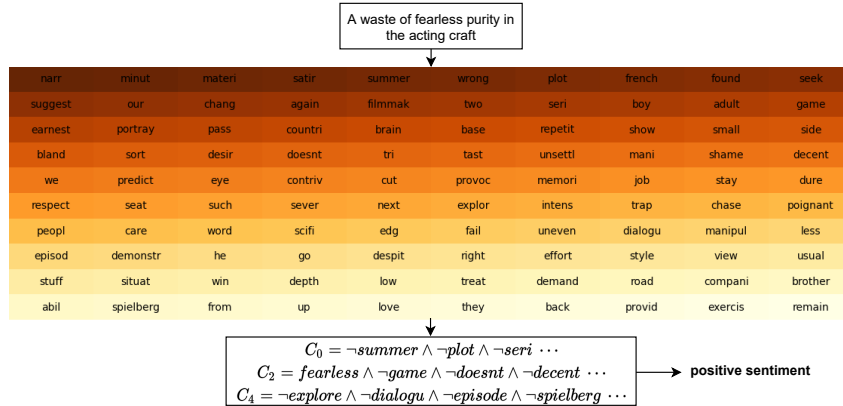 A waste of fearless purity in
the acting craft
narr minut materi satir summer wrong plot french found seek
suggest our chang again filmmak two seri boy adult game
earnest portray pass countri brain base repetit show small side
bland sort desir doesnt tri tast unsettl mani shame decent
we predict eye contriv cut provoc memori job stay dure
respect seat such sever next explor intens trap chase poignant
peopl care word scifi edg fail uneven dialogu manipul less
episod demonstr he go despit right effort style view usual
stuff situat win depth low treat demand road compani brother
abil spielberg from up love they back provid exercis remain
C₀ = ¬summer ∧ ¬plot ∧ ¬seri ⋯
C₂ = fearless ∧ ¬game ∧ ¬doesnt ∧ ¬decent ⋯
C₄ = ¬explore ∧ ¬dialogu ∧ ¬episode ∧ ¬spielberg ⋯
positive sentiment